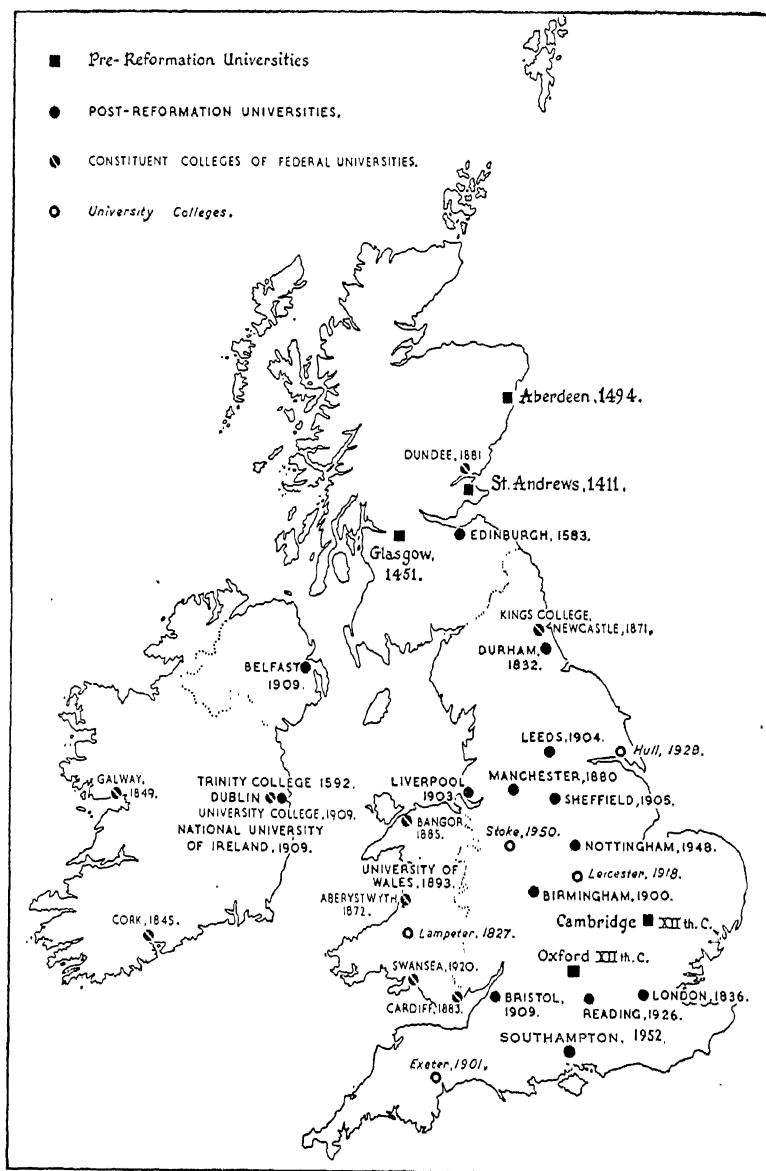 Pre-Reformation Universities
POST-REFORMATION UNIVERSITIES.
CONSTITUENT COLLEGES OF FEDERAL UNIVERSITIES.
University Colleges.
Aberdeen, 1494.
DUNDEE, 1881
St. Andrews, 1411.
EDINBURGH, 1583.
Glasgow,
1451.
KINGS COLLEGE,
NEWCASTLE, 1871.
DURHAM,
1832.
BELFAST
1909.
LEEDS, 1904.
Hull, 1928.
GALWAY,
1849.
TRINITY COLLEGE 1592.
DUBLIN
UNIVERSITY COLLEGE, 1909.
NATIONAL UNIVERSITY
OF IRELAND, 1909.
LIVERPOOL
1903.
MANCHESTER, 1880
SHEFFIELD, 1905.
BANGOR,
1885.
Stoke, 1950.
NOTTINGHAM, 1948.
UNIVERSITY OF
WALES, 1893.
Leicester, 1918.
ABERYSTWYTH,
1872.
BIRMINGHAM, 1900.
Cambridge XIIth. C.
CORK, 1845.
Lampeter, 1827.
Oxford XIIth. C.
SWANSEA, 1920.
CARDIFF, 1883.
BRISTOL,
1909.
READING, 1926.
LONDON, 1836.
SOUTHAMPTON, 1952.
Exeter, 1901.